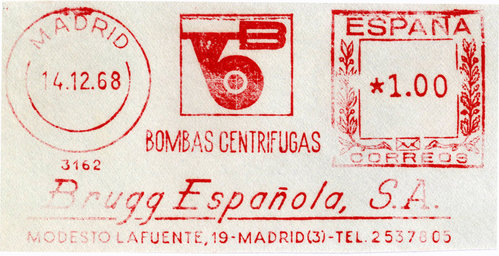 MADRID
14.12.68
3162
B
BOMBAS CENTRIFUGAS
ESPAÑA
*1.00
CORREOS
Brugg Española, S.A.
MODESTO LAFUENTE, 19-MADRID(3)-TEL. 2537805